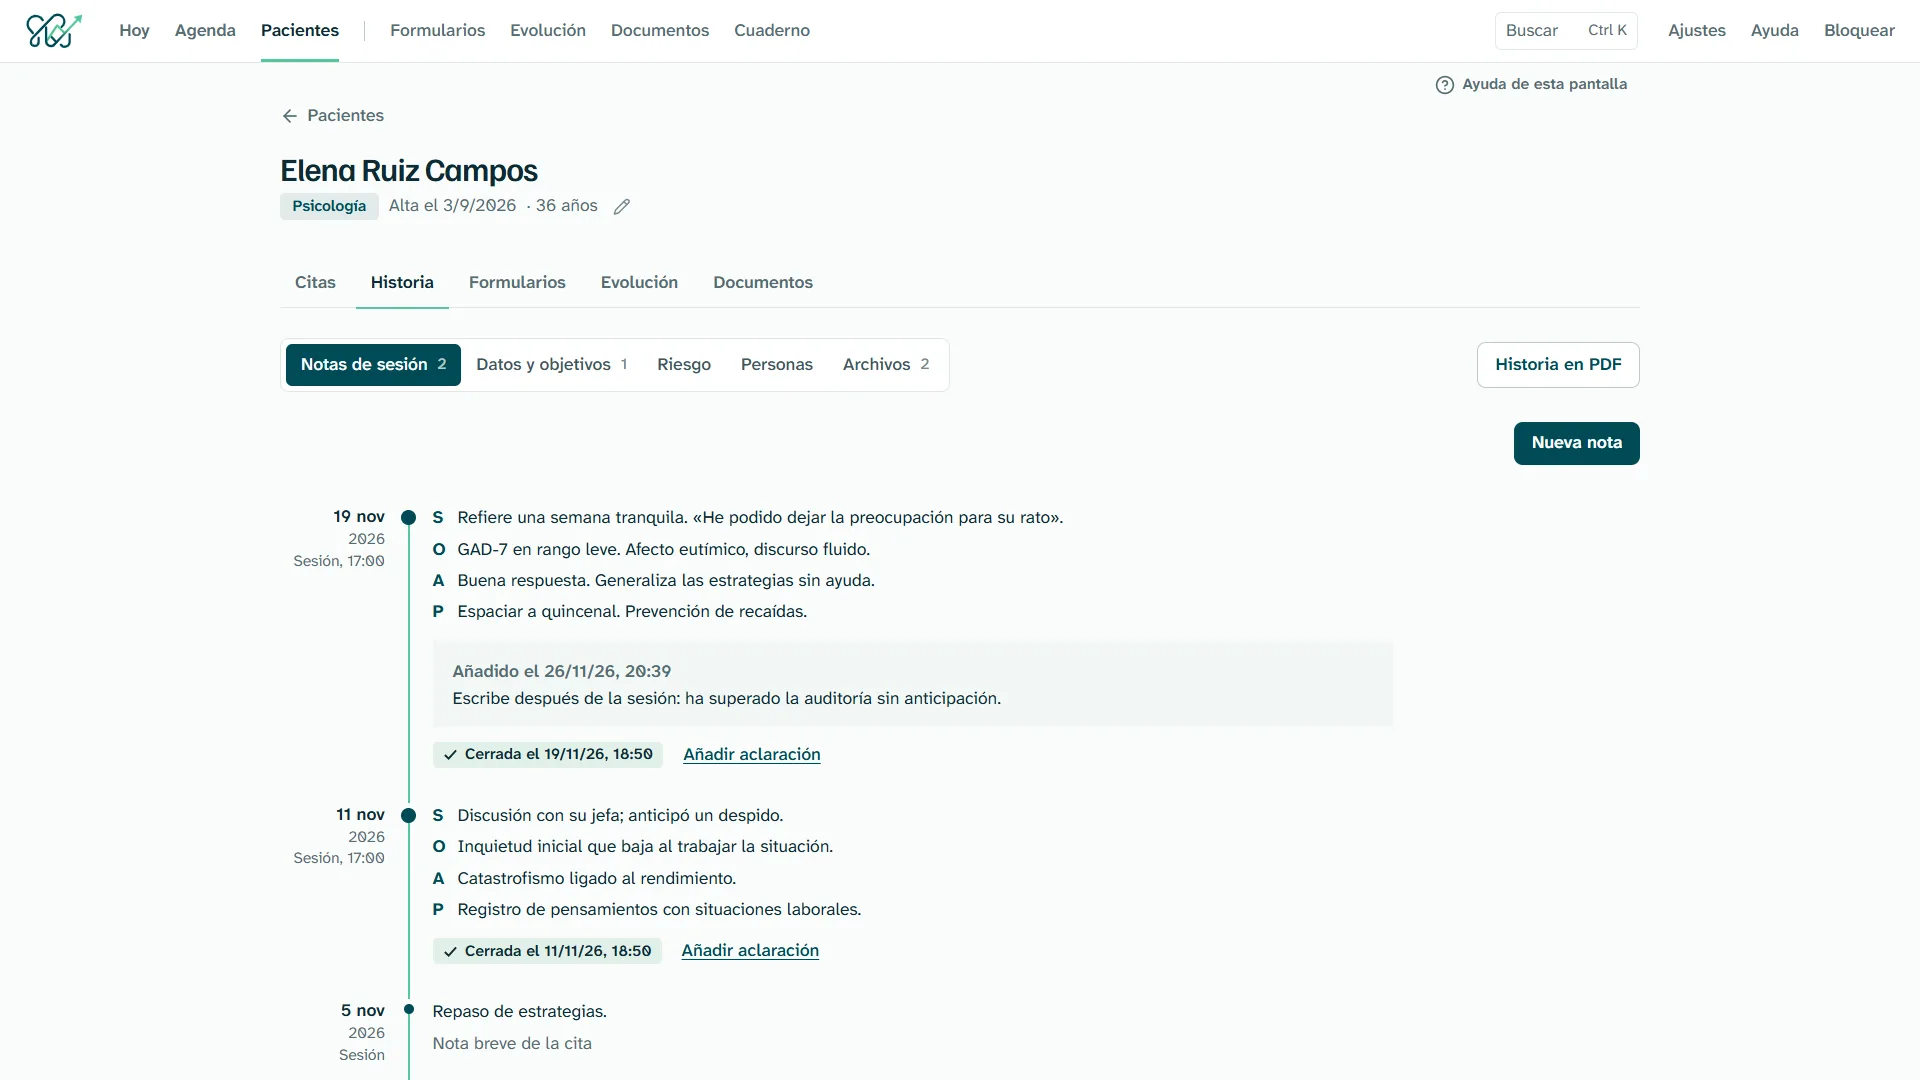 Hoy Agenda Pacientes Formularios Evolución Documentos Cuaderno Buscar Ctrl K Ajustes Ayuda Bloquear
Ayuda de esta pantalla
Pacientes
Elena Ruiz Campos
Psicología Alta el 3/9/2026 · 36 años
Citas Historia Formularios Evolución Documentos
Notas de sesión 2 Datos y objetivos 1 Riesgo Personas Archivos 2 Historia en PDF
Nueva nota
19 nov
2026
Sesión, 17:00
S Refiere una semana tranquila. «He podido dejar la preocupación para su rato».
O GAD-7 en rango leve. Afecto eutímico, discurso fluido.
A Buena respuesta. Generaliza las estrategias sin ayuda.
P Espaciar a quincenal. Prevención de recaídas.
Añadido el 26/11/26, 20:39
Escribe después de la sesión: ha superado la auditoría sin anticipación.
Cerrada el 19/11/26, 18:50 Añadir aclaración
11 nov
2026
Sesión, 17:00
S Discusión con su jefa; anticipó un despido.
O Inquietud inicial que baja al trabajar la situación.
A Catastrofismo ligado al rendimiento.
P Registro de pensamientos con situaciones laborales.
Cerrada el 11/11/26, 18:50 Añadir aclaración
5 nov
2026
Sesión
Repaso de estrategias.
Nota breve de la cita